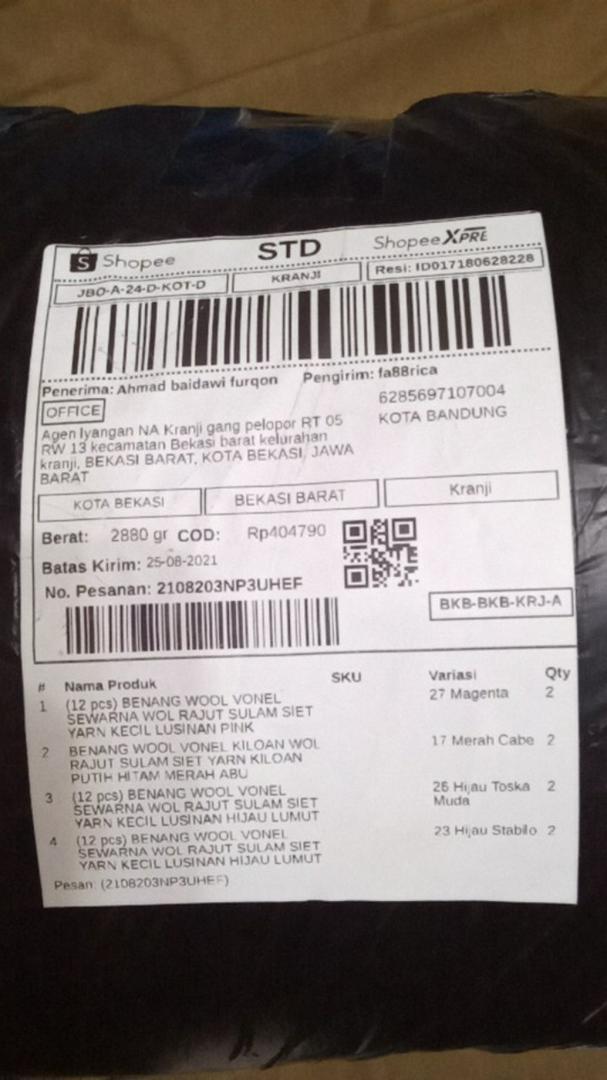 Shopee STD ShopeeXPRE
JBO-A-24-D-KOT-D KRANJI Resi: ID017180628228
Penerima: Ahmad baidawi furqon Pengirim: fa88rica
OFFICE 6285697107004
Agen Iyangan NA Kranji gang pelopor RT 05 KOTA BANDUNG
RW 13 kecamatan Bekasi barat kelurahan
kranji, BEKASI BARAT, KOTA BEKASI, JAWA
BARAT
KOTA BEKASI BEKASI BARAT Kranji
Berat: 2880 gr COD: Rp404790
Batas Kirim: 25-08-2021
No. Pesanan: 2108203NP3UHEF
BKB-BKB-KRJ-A
# Nama Produk SKU Variasi Qty
1 (12 pcs) BENANG WOOL VONEL 27 Magenta 2
SEWARNA WOL RAJUT SULAM SIET
YARN KECIL LUSINAN PINK
2 BENANG WOOL VONEL KILOAN WOL 17 Merah Cabe 2
RAJUT SULAM SIET YARN KILOAN
PUTIH HITAM MERAH ABU
3 (12 pcs) BENANG WOOL VONEL 26 Hijau Toska 2
SEWARNA WOL RAJUT SULAM SIET Muda
YARN KECIL LUSINAN HIJAU LUMUT
4 (12 pcs) BENANG WOOL VONEL 23 Hijau Stabilo 2
SEWARNA WOL RAJUT SULAM SIET
YARN KECIL LUSINAN HIJAU LUMUT
Pesan: (2108203NP3UHEF)